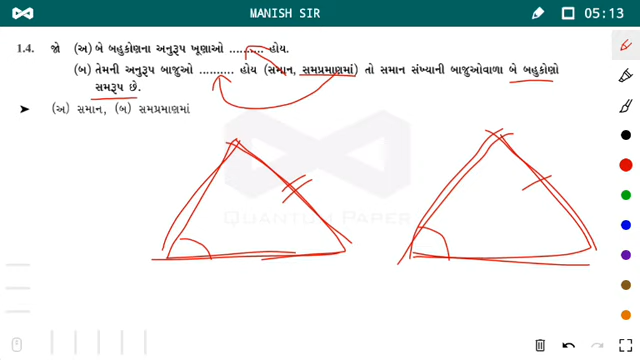 MANISH SIR
05:13
1.4. જો (અ) બે બહુકોણના અનુરૂપ ખૂણાઓ .......... હોય.
(બ) તેમની અનુરૂપ બાજુઓ .......... હોય (સમાન, સમપ્રમાણમાં) તો સમાન સંખ્યાની બાજુઓવાળા બે બહુકોણો
સમરૂપ છે.
➤ (અ) સમાન, (બ) સમપ્રમાણમાં
QUANTUM PAPER